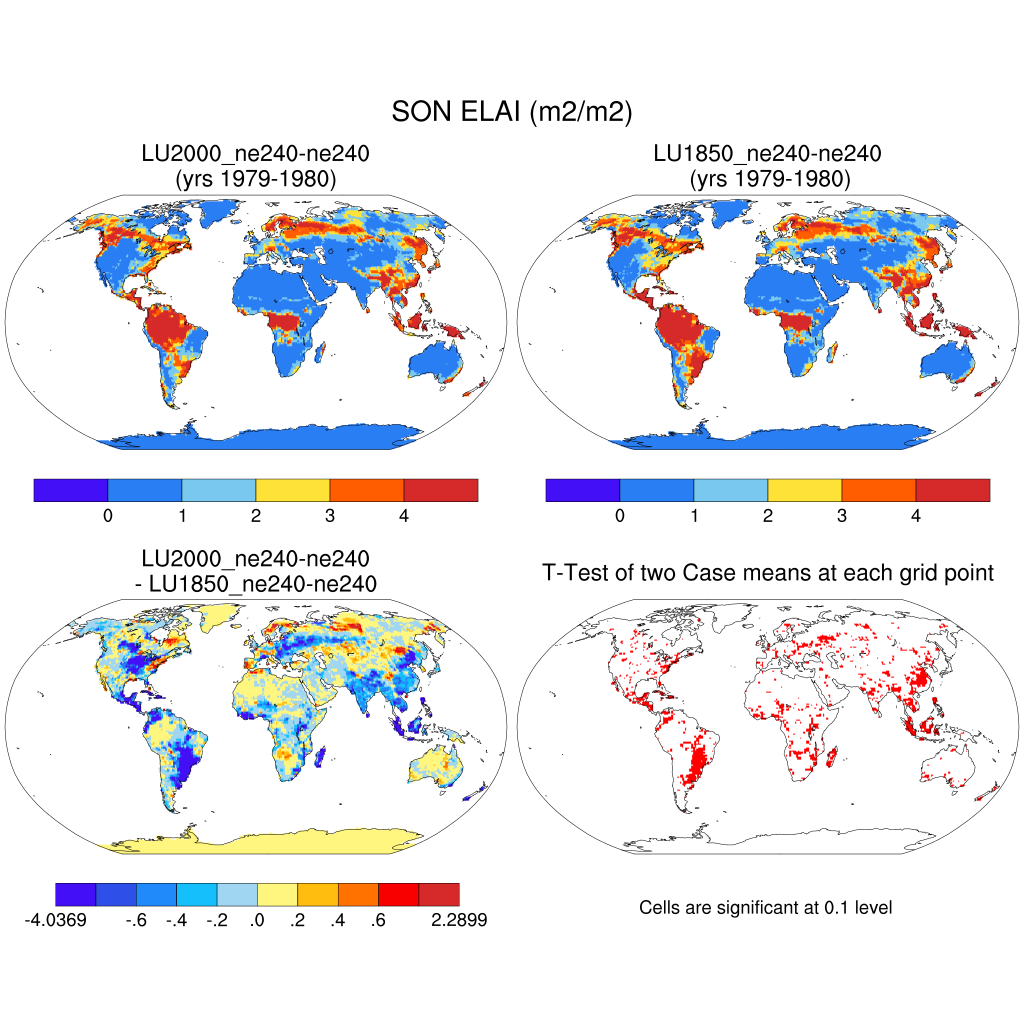 SON ELAI (m2/m2)
LU2000_ne240-ne240
(yrs 1979-1980)
LU1850_ne240-ne240
(yrs 1979-1980)
0 1 2 3 4
0 1 2 3 4
LU2000_ne240-ne240
- LU1850_ne240-ne240
T-Test of two Case means at each grid point
-4.0369 -.6 -.4 -.2 .0 .2 .4 .6 2.2899
Cells are significant at 0.1 level